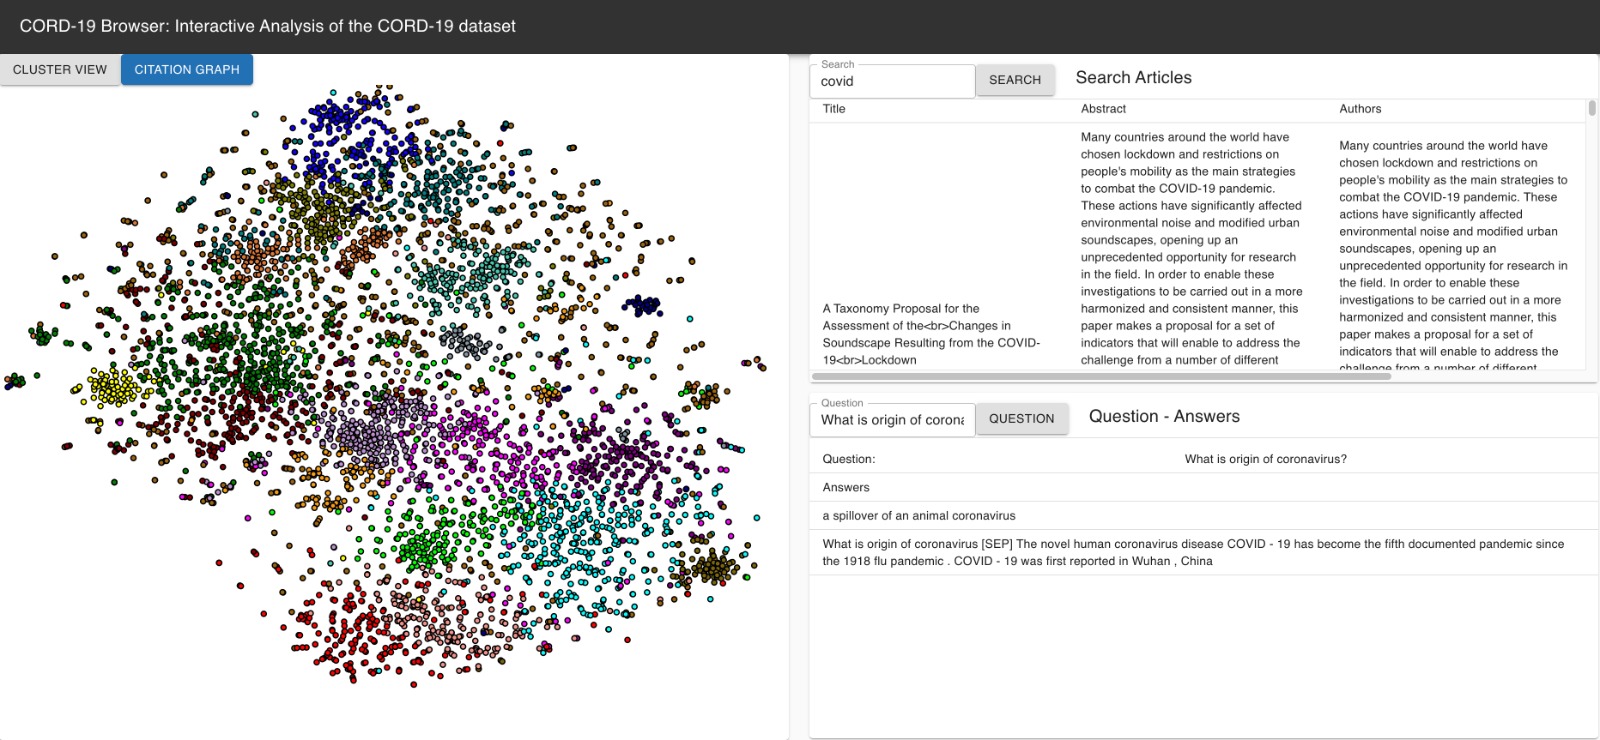 CORD-19 Browser: Interactive Analysis of the CORD-19 dataset
CLUSTER VIEW
CITATION GRAPH
Search
covid
SEARCH
Search Articles
Title
Abstract
Authors
A Taxonomy Proposal for the
Assessment of the<br>Changes in
Soundscape Resulting from the COVID-
19<br>Lockdown
Many countries around the world have
chosen lockdown and restrictions on
people's mobility as the main strategies
to combat the COVID-19 pandemic.
These actions have significantly affected
environmental noise and modified urban
soundscapes, opening up an
unprecedented opportunity for research
in the field. In order to enable these
investigations to be carried out in a more
harmonized and consistent manner, this
paper makes a proposal for a set of
indicators that will enable to address the
challenge from a number of different
Many countries around the world have
chosen lockdown and restrictions on
people's mobility as the main strategies to
combat the COVID-19 pandemic. These
actions have significantly affected
environmental noise and modified urban
soundscapes, opening up an
unprecedented opportunity for research in
the field. In order to enable these
investigations to be carried out in a more
harmonized and consistent manner, this
paper makes a proposal for a set of
indicators that will enable to address the
challenge from a number of different
Question
What is origin of corona
QUESTION
Question - Answers
Question:
What is origin of coronavirus?
Answers
a spillover of an animal coronavirus
What is origin of coronavirus [SEP] The novel human coronavirus disease COVID - 19 has become the fifth documented pandemic since
the 1918 flu pandemic . COVID - 19 was first reported in Wuhan , China